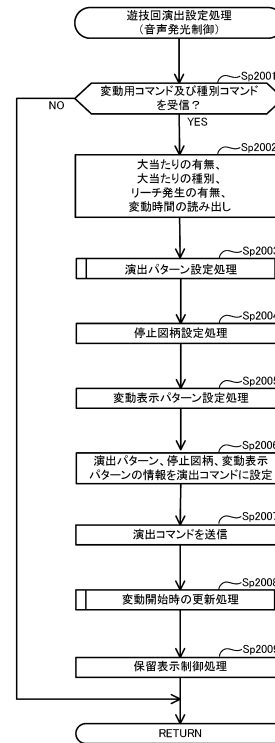 遊技回演出設定処理
(音声発光制御)
Sp2001
変動用コマンド及び種別コマンド
を受信?
NO
YES
Sp2002
大当たりの有無、
大当たりの種別、
リーチ発生の有無、
変動時間の読み出し
Sp2003
演出パターン設定処理
Sp2004
停止図柄設定処理
Sp2005
変動表示パターン設定処理
Sp2006
演出パターン、停止図柄、変動表示
パターンの情報を演出コマンドに設定
Sp2007
演出コマンドを送信
Sp2008
変動開始時の更新処理
Sp2009
保留表示制御処理
RETURN